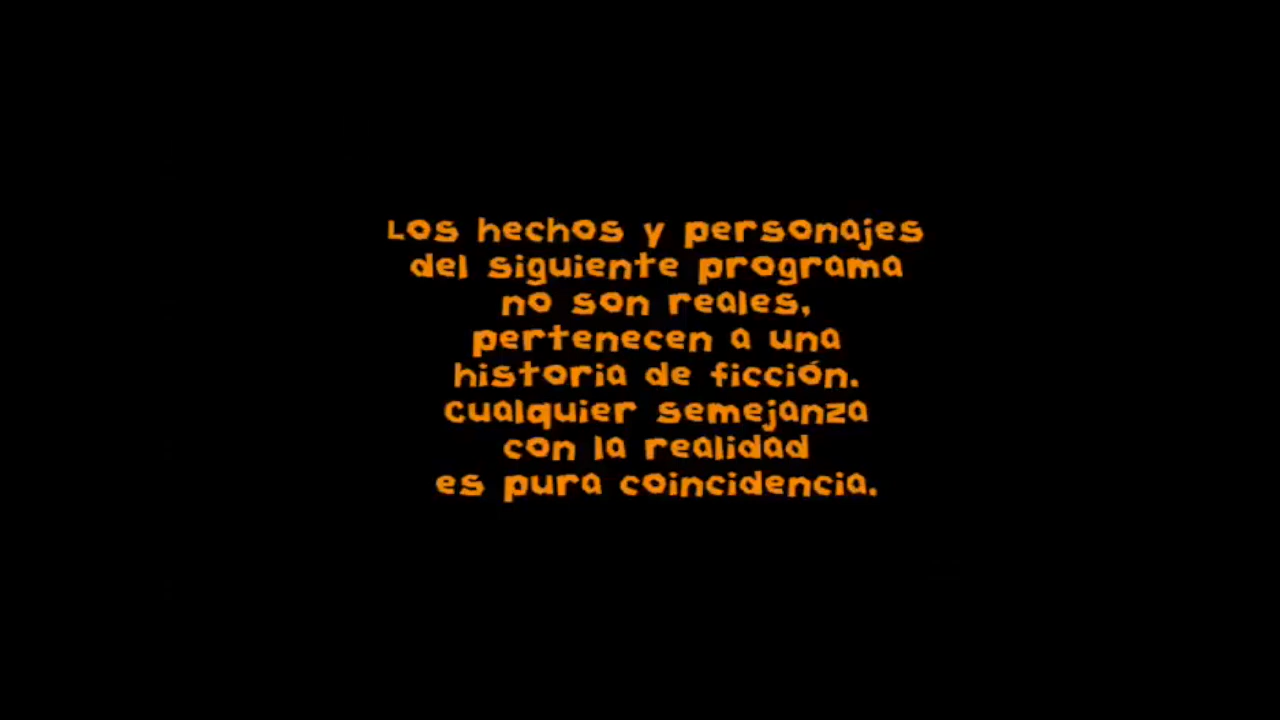 Los hechos y personajes
del siguiente programa
no son reales,
pertenecen a una
historia de ficción.
cualquier semejanza
con la realidad
es pura coincidencia.